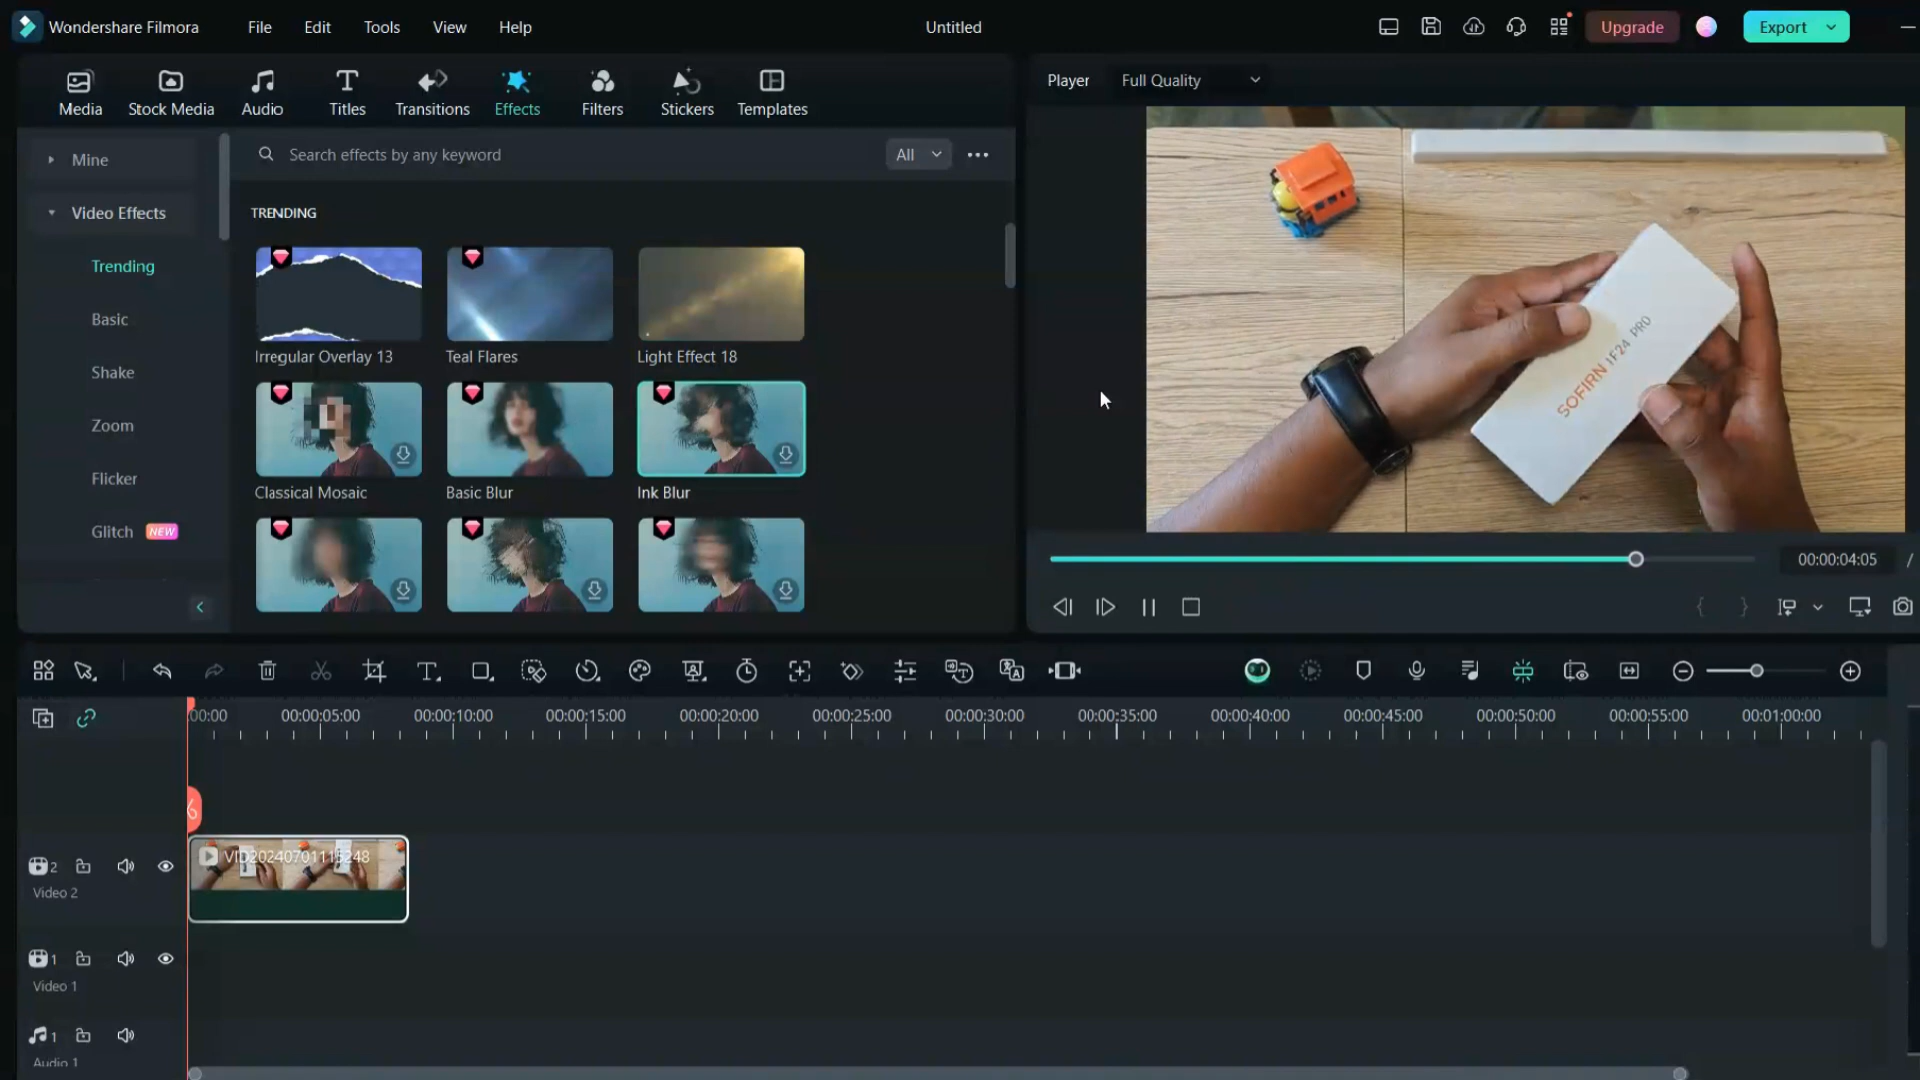 Wondershare Filmora File Edit Tools View Help Untitled Upgrade Export
Media Stock Media Audio Titles Transitions Effects Filters Stickers Templates
Player Full Quality
Mine
Search effects by any keyword All
Video Effects
TRENDING
Trending
Basic
Shake
Zoom
Flicker
Glitch NEW
Irregular Overlay 13 Teal Flares Light Effect 18
Classical Mosaic Basic Blur Ink Blur
SOFIRN IF24 PRO
00:00:04:05 /
00:00 00:00:05:00 00:00:10:00 00:00:15:00 00:00:20:00 00:00:25:00 00:00:30:00 00:00:35:00 00:00:40:00 00:00:45:00 00:00:50:00 00:00:55:00 00:01:00:00
VID20240701115248
2
Video 2
1
Video 1
1
Audio 1